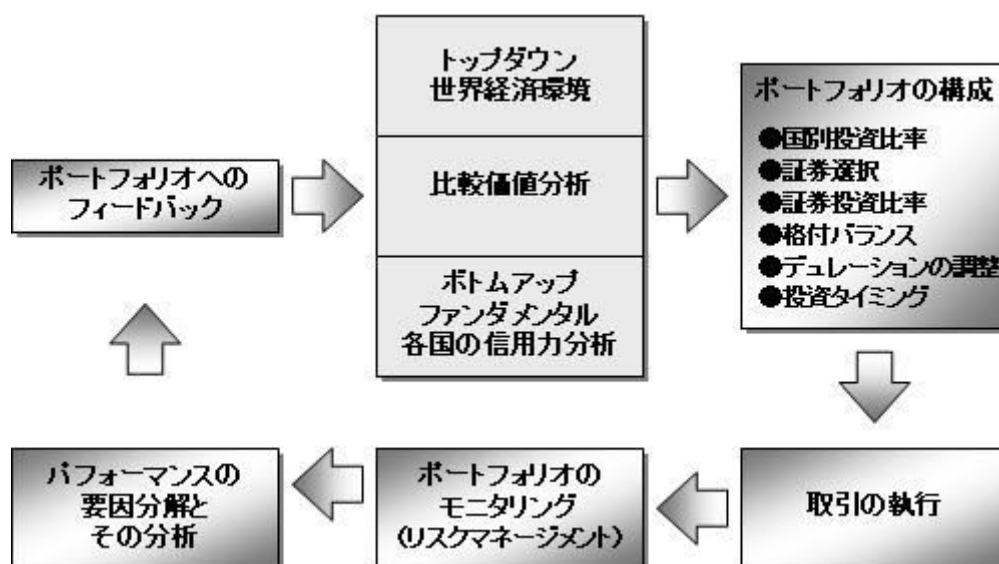 トップダウン
世界経済環境
比較価値分析
ボトムアップ
ファンダメンタル
各国の信用力分析
ポートフォリオの構成
●国別投資比率
●証券選択
●証券投資比率
●格付バランス
●デュレーションの調整
●投資タイミング
取引の執行
ポートフォリオの
モニタリング
(リスクマネージメント)
パフォーマンスの
要因分解と
その分析
ポートフォリオへの
フィードバック